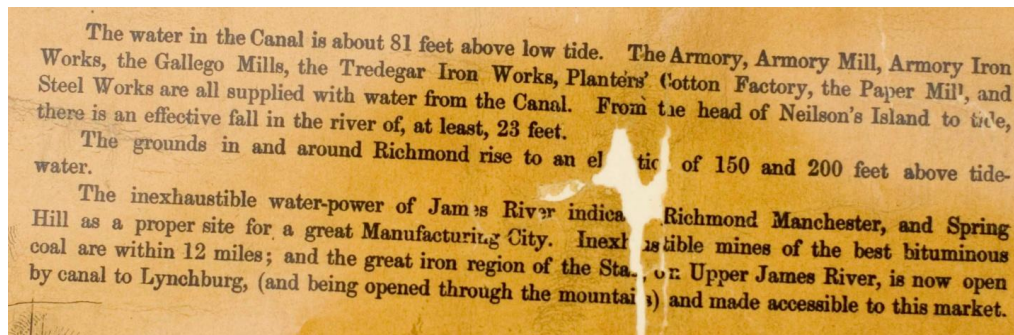 The water in the Canal is about 81 feet above low tide. The Armory, Armory Mill, Armory Iron
Works, the Gallego Mills, the Tredegar Iron Works, Planters' Cotton Factory, the Paper Mill, and
Steel Works are all supplied with water from the Canal. From the head of Neilson's Island to tide,
there is an effective fall in the river of, at least, 23 feet.
The grounds in and around Richmond rise to an of 150 and 200 feet above tide-
water.
The inexhaustible water-power of James River Richmond Manchester, and Spring
Hill as a proper site for a great Manufacturing City. Inexhaustible mines of the best bituminous
coal are within 12 miles; and the great iron region of the on Upper James River, is now open
by canal to Lynchburg, (and being opened through the mountains) and made accessible to this market.